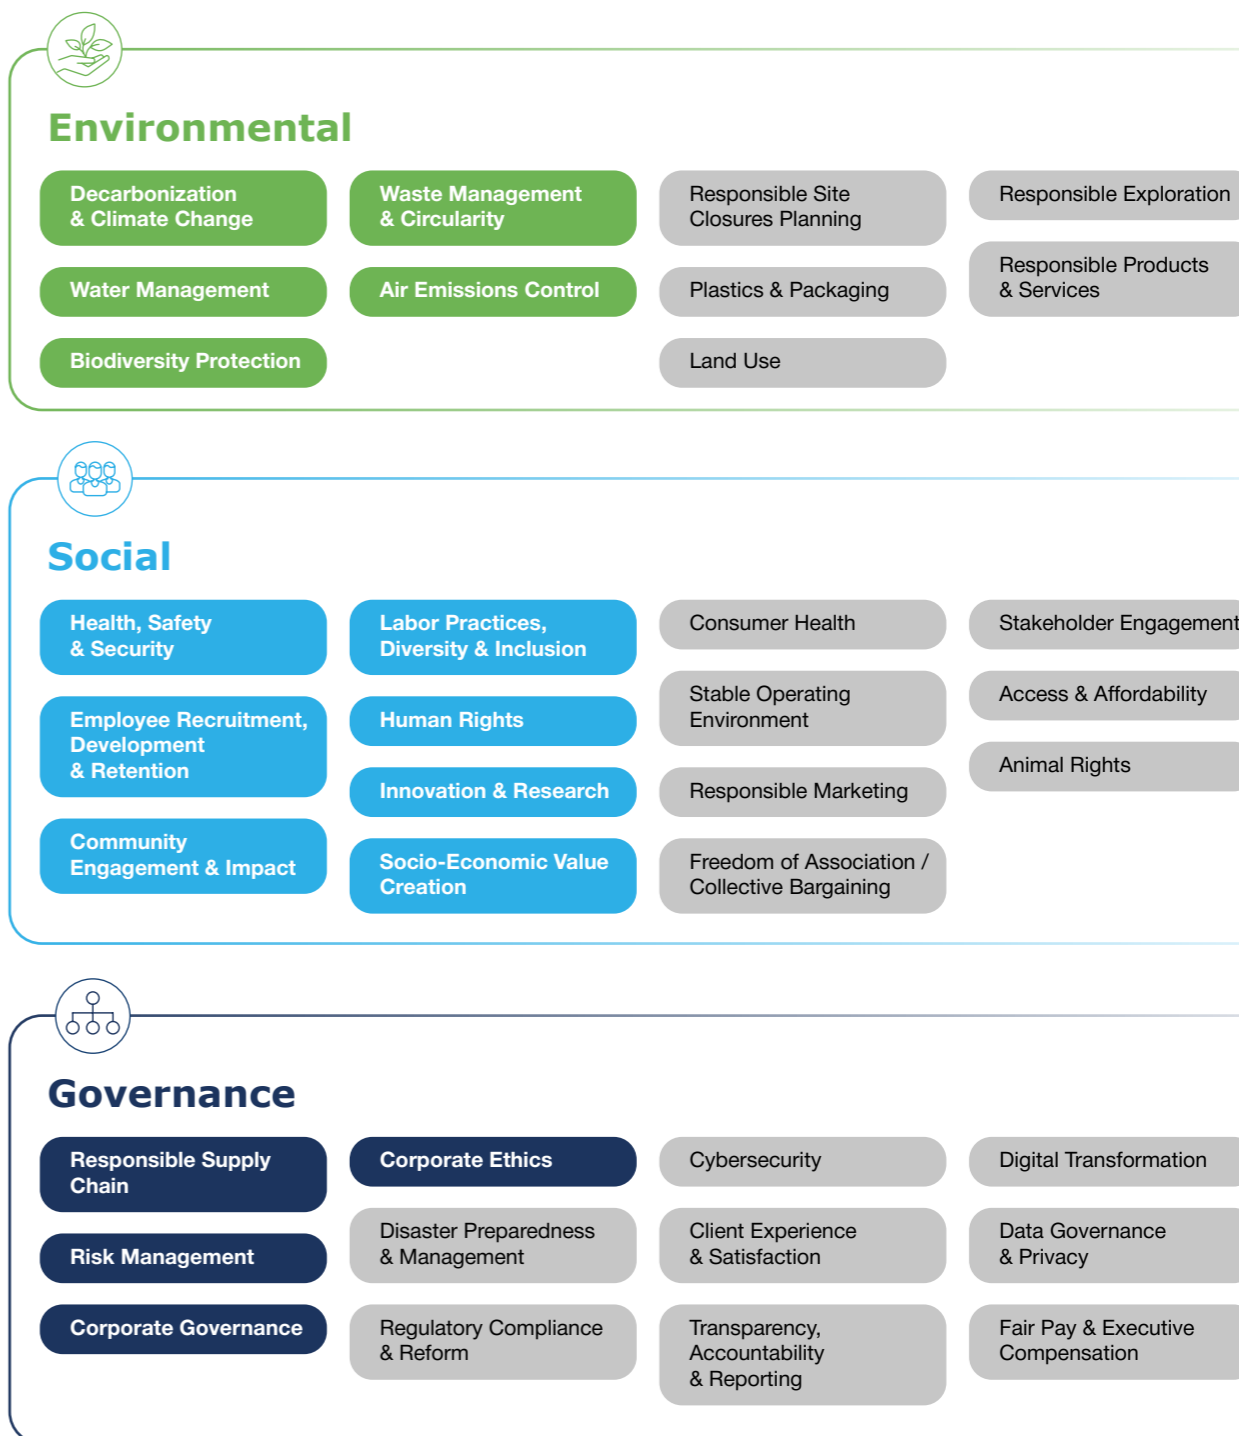 Environmental
Decarbonization
& Climate Change
Water Management
Biodiversity Protection
Waste Management
& Circularity
Air Emissions Control
Responsible Site
Closures Planning
Plastics & Packaging
Land Use
Responsible Exploration
Responsible Products
& Services
Social
Health, Safety
& Security
Employee Recruitment,
Development
& Retention
Community
Engagement & Impact
Labor Practices,
Diversity & Inclusion
Human Rights
Innovation & Research
Socio-Economic Value
Creation
Consumer Health
Stable Operating
Environment
Responsible Marketing
Freedom of Association /
Collective Bargaining
Stakeholder Engagement
Access & Affordability
Animal Rights
Governance
Responsible Supply
Chain
Risk Management
Corporate Governance
Corporate Ethics
Disaster Preparedness
& Management
Regulatory Compliance
& Reform
Cybersecurity
Client Experience
& Satisfaction
Transparency,
Accountability
& Reporting
Digital Transformation
Data Governance
& Privacy
Fair Pay & Executive
Compensation